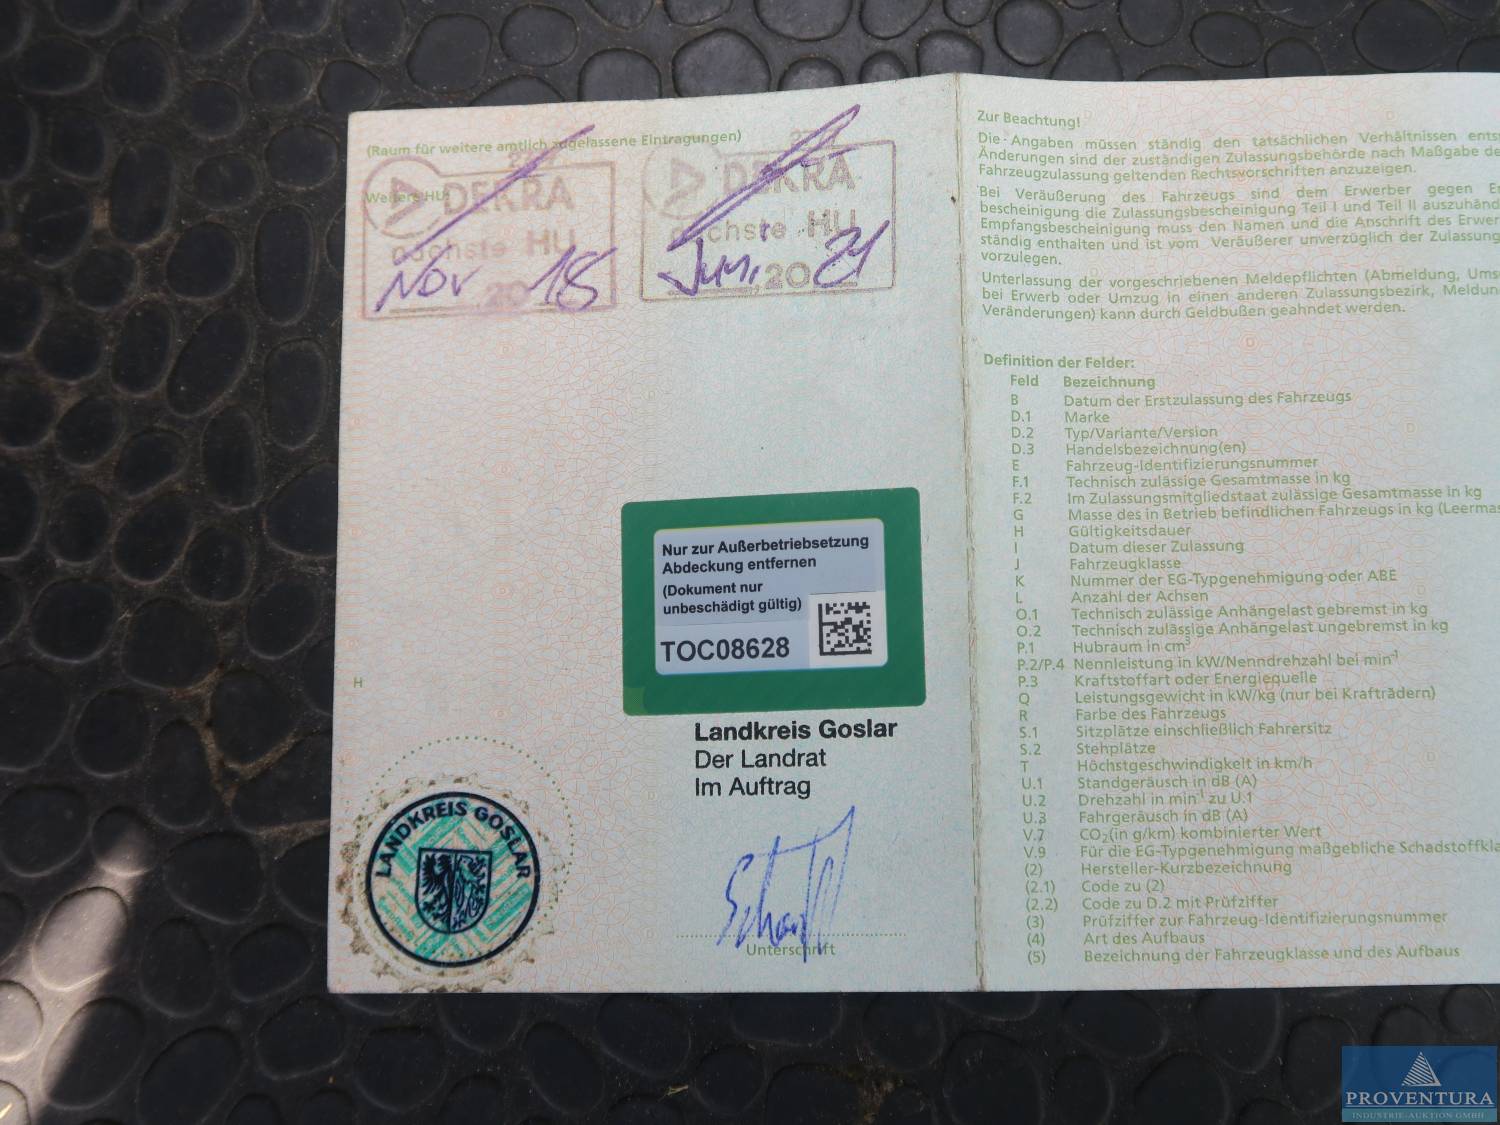 (Raum für weitere amtlich zugelassene Eintragungen)
Weitere HU:
DEKRA
nächste HU
Nov 2018
DEKRA
nächste HU
Juni 2021
Nur zur Außerbetriebsetzung
Abdeckung entfernen
(Dokument nur
unbeschädigt gültig)
TOC08628
H
Landkreis Goslar
Der Landrat
Im Auftrag
LANDKREIS GOSLAR
Unterschrift
Zur Beachtung!
Die Angaben müssen ständig den tatsächlichen Verhältnissen
Änderungen sind der zuständigen Zulassungsbehörde nach Maßgabe
Fahrzeugzulassung geltenden Rechtsvorschriften anzuzeigen.
Bei Veräußerung des Fahrzeugs sind dem Erwerber gegen
bescheinigung die Zulassungsbescheinigung Teil I und Teil II
Empfangsbescheinigung muss den Namen und die Anschrift des
ständig enthalten und ist vom Veräußerer unverzüglich der
vorzulegen.
Unterlassung der vorgeschriebenen Meldepflichten (Abmeldung,
bei Erwerb oder Umzug in einen anderen Zulassungsbezirk,
Veränderungen) kann durch Geldbußen geahndet werden.
Definition der Felder:
Feld Bezeichnung
B Datum der Erstzulassung des Fahrzeugs
D.1 Marke
D.2 Typ/Variante/Version
D.3 Handelsbezeichnung(en)
E Fahrzeug-Identifizierungsnummer
F.1 Technisch zulässige Gesamtmasse in kg
F.2 Im Zulassungsmitgliedstaat zulässige Gesamtmasse in kg
G Masse des in Betrieb befindlichen Fahrzeugs in kg
H Gültigkeitsdauer
I Datum dieser Zulassung
J Fahrzeugklasse
K Nummer der EG-Typgenehmigung oder ABE
L Anzahl der Achsen
O.1 Technisch zulässige Anhängelast gebremst in kg
O.2 Technisch zulässige Anhängelast ungebremst in kg
P.1 Hubraum in cm³
P.2/P.4 Nennleistung in kW/Nenndrehzahl bei min⁻¹
P.3 Kraftstoffart oder Energiequelle
Q Leistungsgewicht in kW/kg (nur bei Krafträdern)
R Farbe des Fahrzeugs
S.1 Sitzplätze einschließlich Fahrersitz
S.2 Stehplätze
T Höchstgeschwindigkeit in km/h
U.1 Standgeräusch in dB (A)
U.2 Drehzahl in min⁻¹ zu U.1
U.3 Fahrgeräusch in dB (A)
V.7 CO₂(in g/km) kombinierter Wert
V.9 Für die EG-Typgenehmigung maßgebliche
(2) Hersteller-Kurzbezeichnung
(2.1) Code zu (2)
(2.2) Code zu D.2 mit Prüfziffer
(3) Prüfziffer zur Fahrzeug-Identifizierungsnummer
(4) Art des Aufbaus
(5) Bezeichnung der Fahrzeugklasse und des Aufbaus
PROVENTURA
INDUSTRIE-AUKTION GMBH